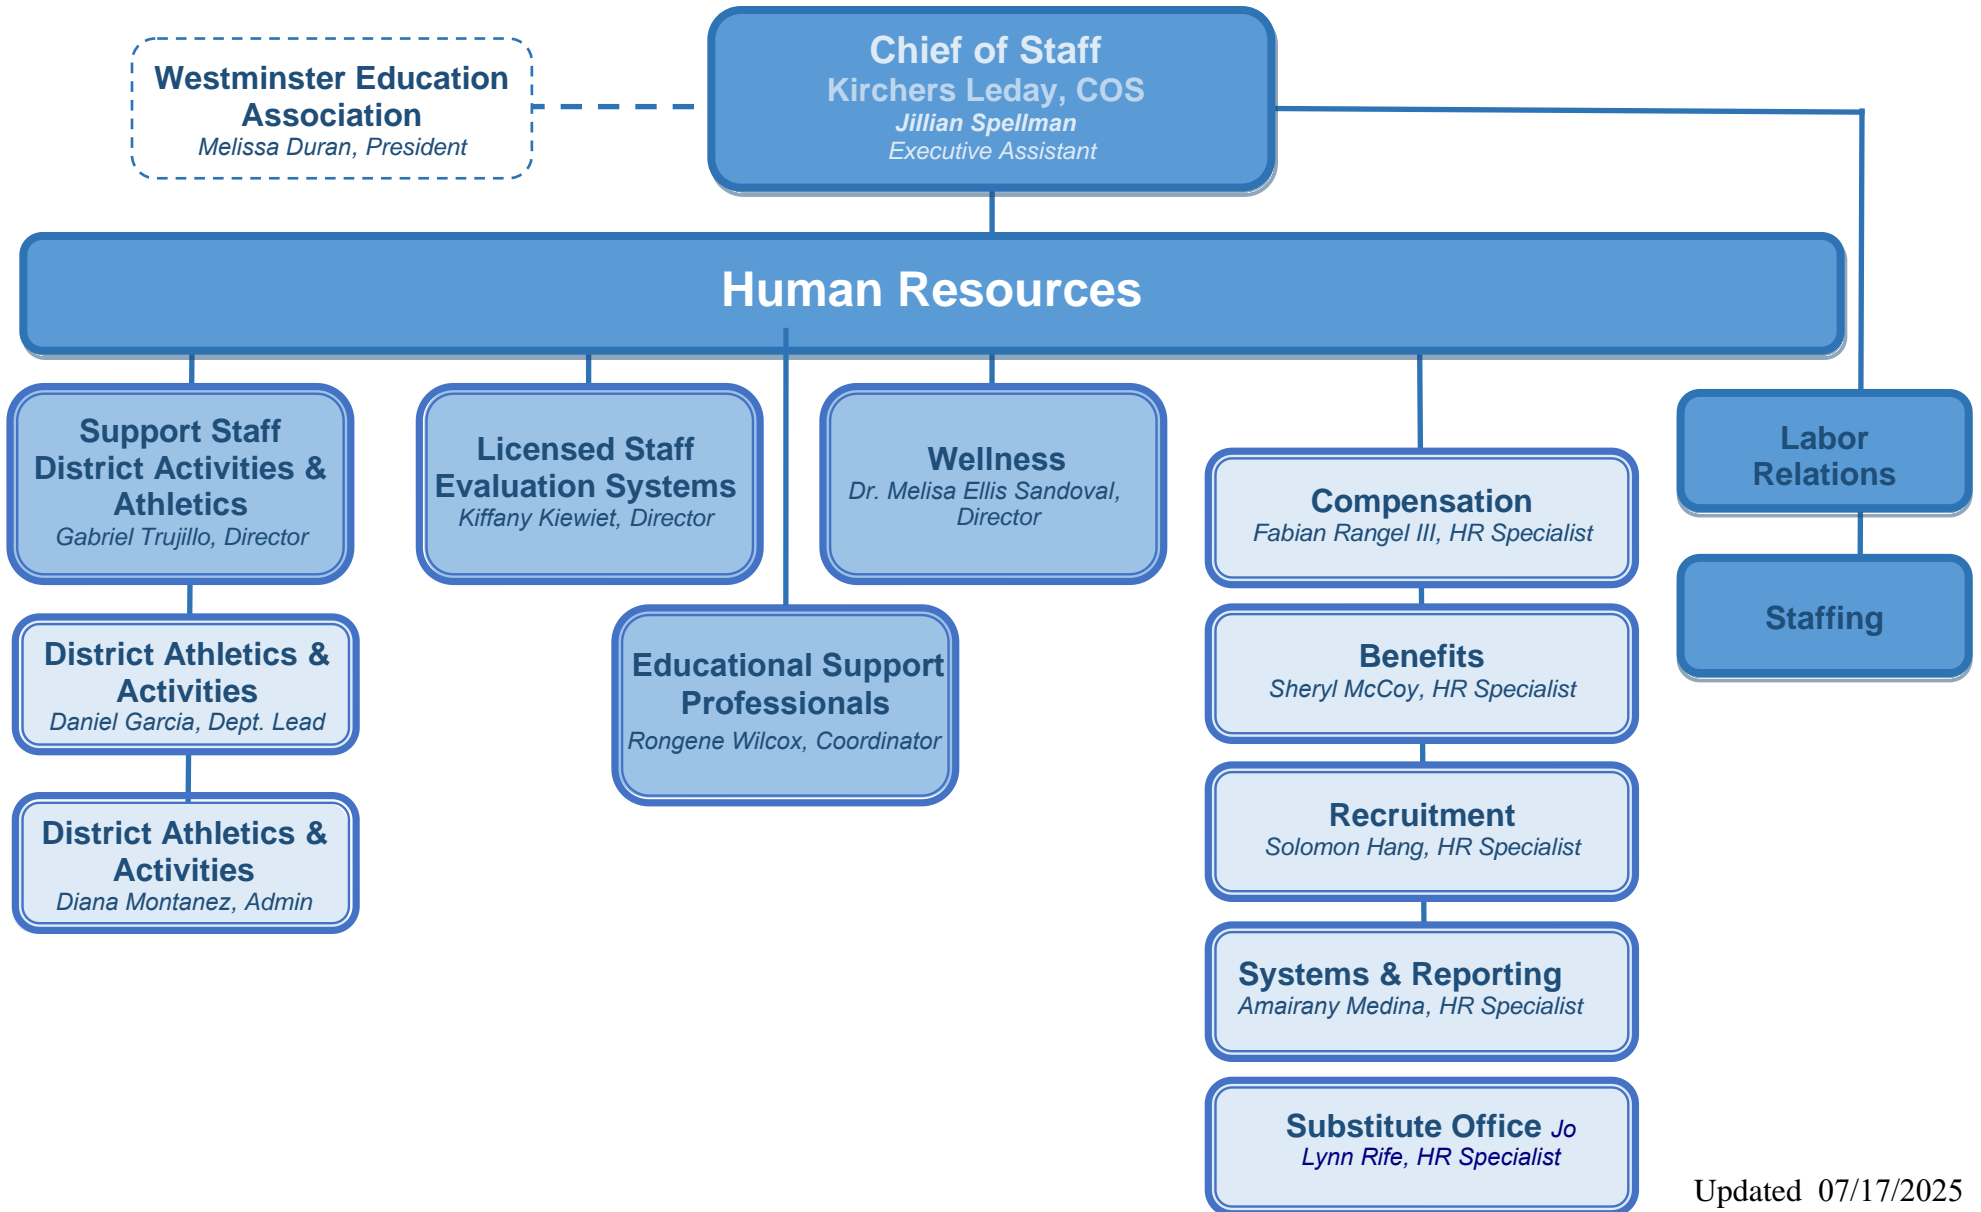 Westminster Education
Association
Melissa Duran, President
Chief of Staff
Kirchers Leday, COS
Jillian Spellman
Executive Assistant
Human Resources
Support Staff
District Activities &
Athletics
Gabriel Trujillo, Director
District Athletics &
Activities
Daniel Garcia, Dept. Lead
District Athletics &
Activities
Diana Montanez, Admin
Licensed Staff
Evaluation Systems
Kiffany Kiewiet, Director
Educational Support
Professionals
Rongene Wilcox, Coordinator
Wellness
Dr. Melisa Ellis Sandoval,
Director
Compensation
Fabian Rangel III, HR Specialist
Benefits
Sheryl McCoy, HR Specialist
Recruitment
Solomon Hang, HR Specialist
Systems & Reporting
Amairany Medina, HR Specialist
Substitute Office Jo
Lynn Rife, HR Specialist
Labor
Relations
Staffing
Updated 07/17/2025